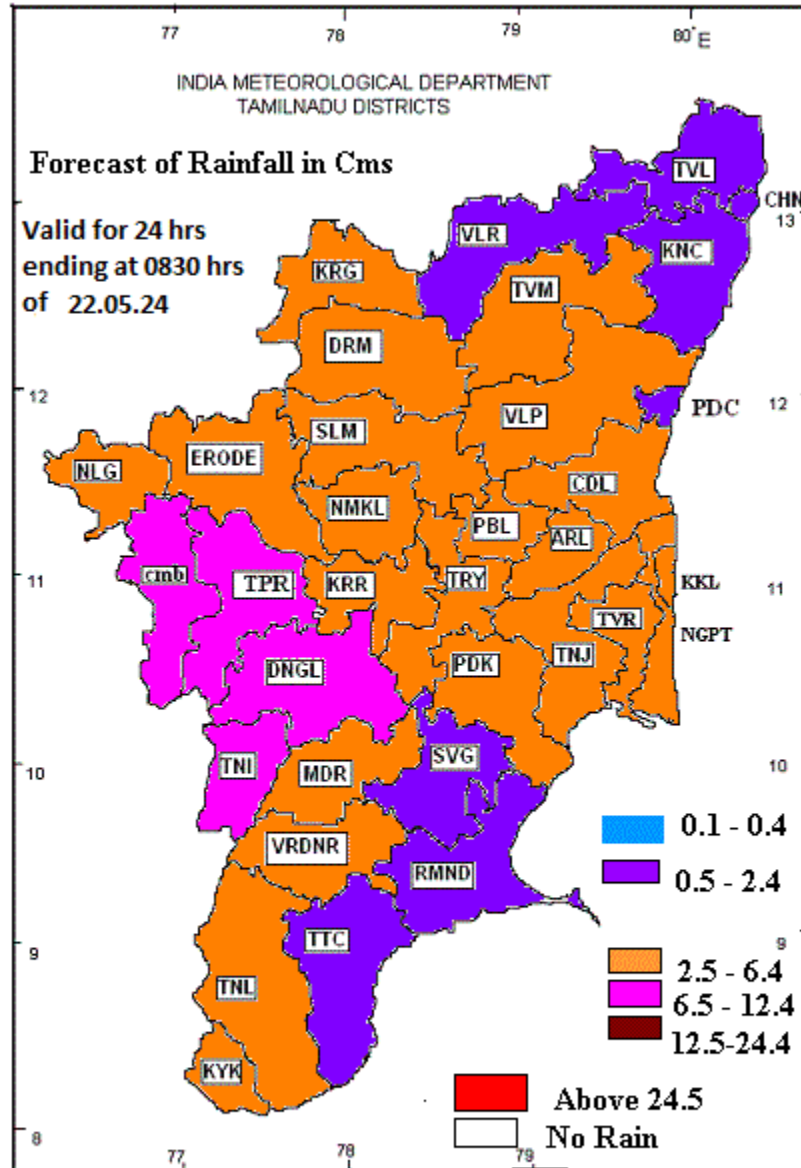 77 78 79 80°E
INDIA METEOROLOGICAL DEPARTMENT
TAMILNADU DISTRICTS
Forecast of Rainfall in Cms
TVL
CHN
13
Valid for 24 hrs
ending at 0830 hrs
of 22.05.24
VLR
KNC
KRG
TVM
DRM
12
12
PDC
VLP
SLM
ERODE
NLG
CDL
NMKL
PBL
ARL
11
cmb
TPR
KRR
TRY
KKL
11
TVR
NGPT
DNGL
PDK
TNJ
10
TNI
MDR
SVG
10
VRDNR
RMND
0.1 - 0.4
0.5 - 2.4
9
TTC
9
TNL
2.5 - 6.4
6.5 - 12.4
12.5-24.4
KYK
Above 24.5
No Rain
8
77 78 79